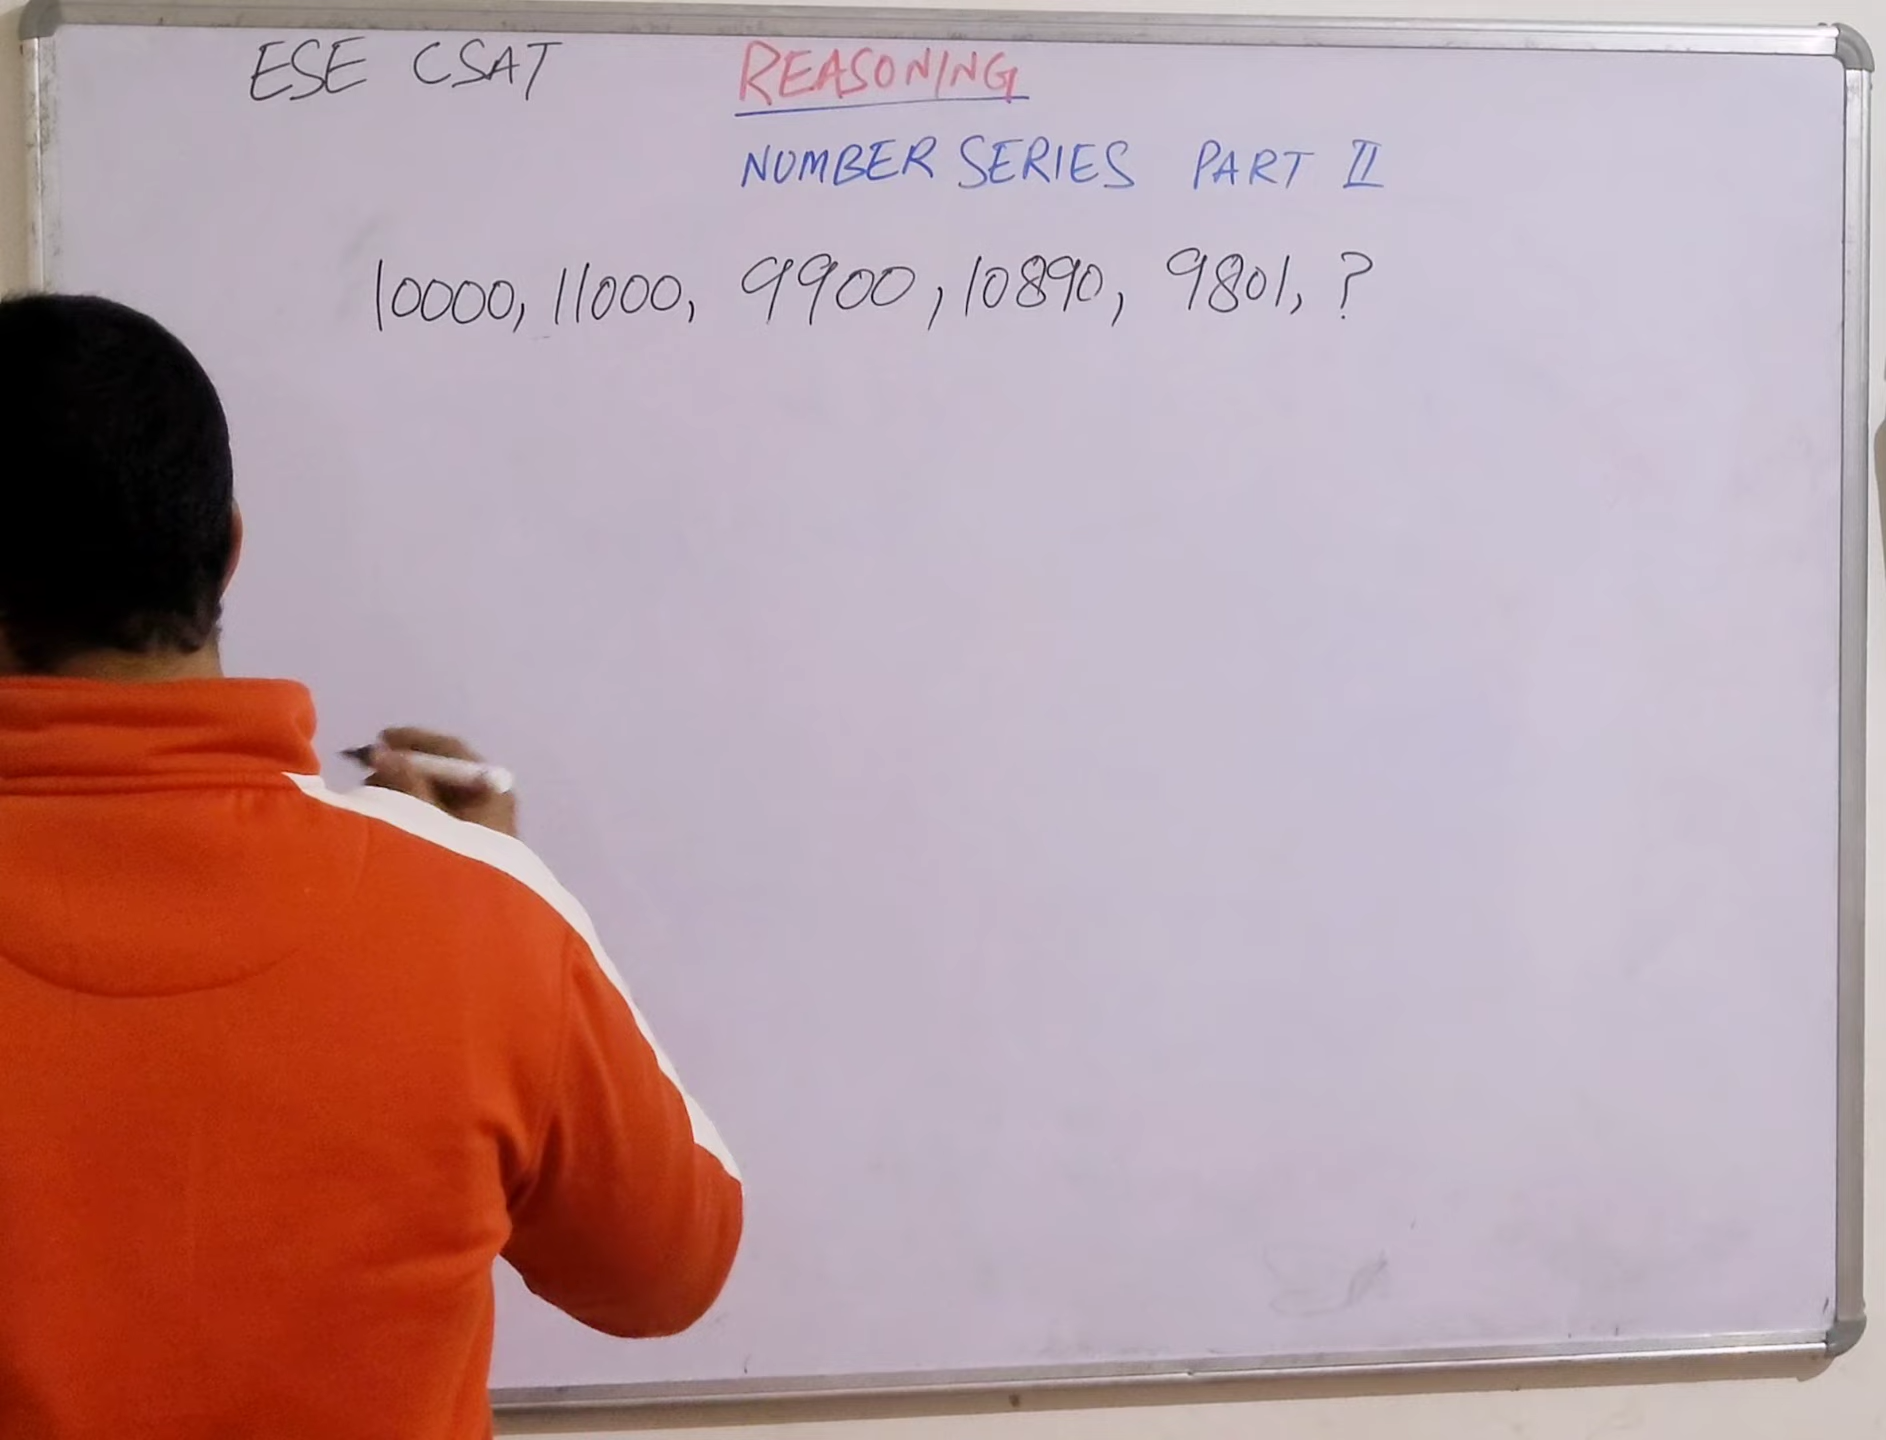 ESE CSAT REASONING
NUMBER SERIES PART II
10000, 11000, 9900, 10890, 9801, ?